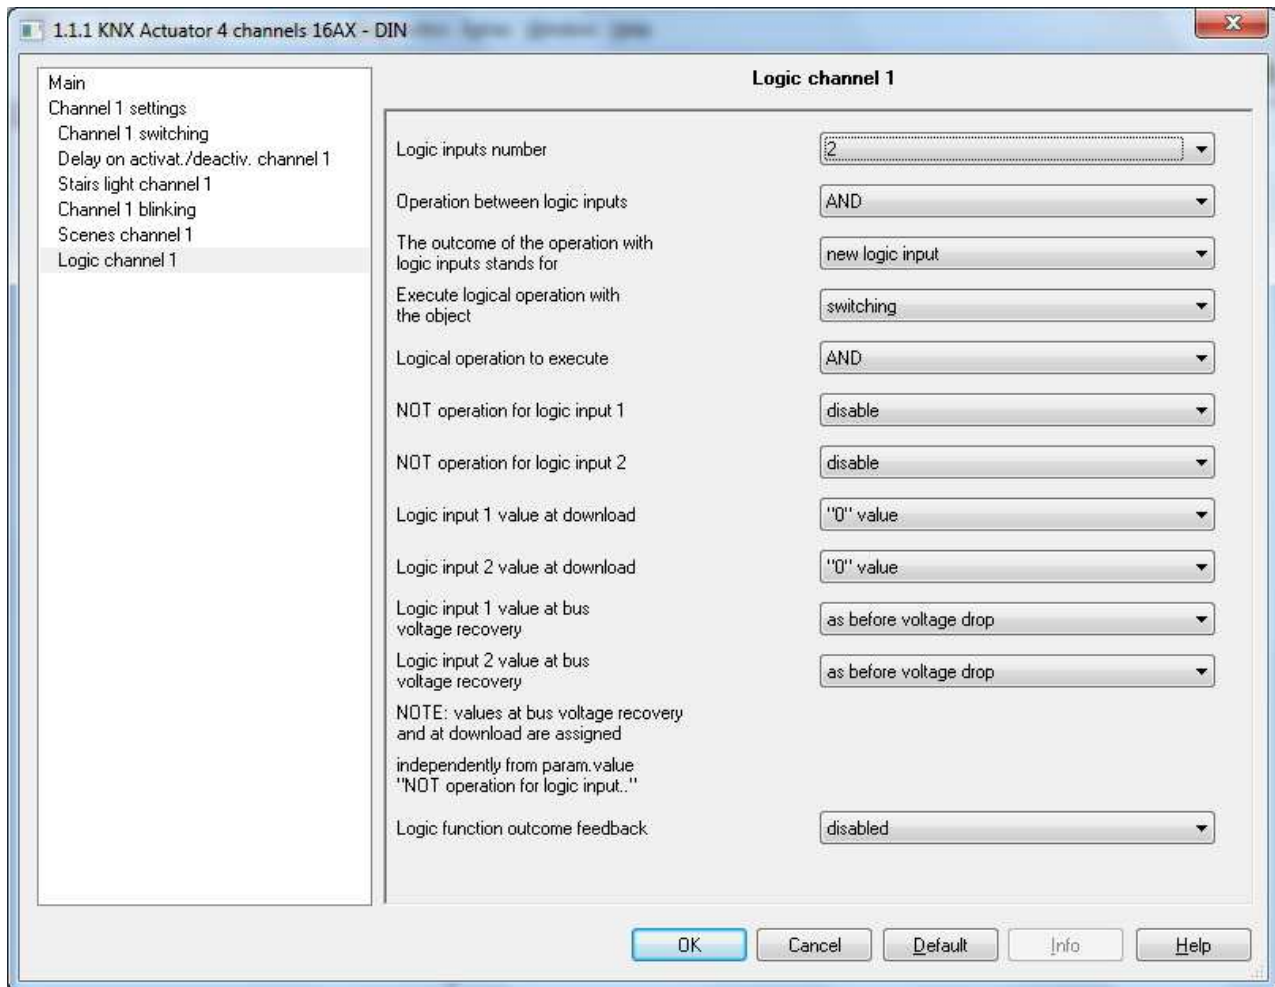 1.1.1 KNX Actuator 4 channels 16AX - DIN
Main
Channel 1 settings
Channel 1 switching
Delay on activat./deactiv. channel 1
Stairs light channel 1
Channel 1 blinking
Scenes channel 1
Logic channel 1
Logic channel 1
Logic inputs number
2
Operation between logic inputs
AND
The outcome of the operation with
logic inputs stands for
new logic input
Execute logical operation with
the object
switching
Logical operation to execute
AND
NOT operation for logic input 1
disable
NOT operation for logic input 2
disable
Logic input 1 value at download
"0" value
Logic input 2 value at download
"0" value
Logic input 1 value at bus
voltage recovery
as before voltage drop
Logic input 2 value at bus
voltage recovery
as before voltage drop
NOTE: values at bus voltage recovery
and at download are assigned
independently from param.value
"NOT operation for logic input.."
Logic function outcome feedback
disabled
OK
Cancel
Default
Info
Help